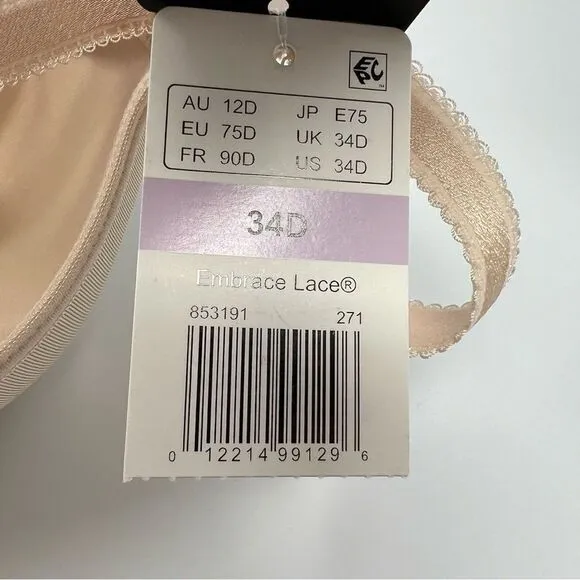 EPC
AU 12D JP E75
EU 75D UK 34D
FR 90D US 34D
34D
Embrace Lace®
853191 271
0 12214 99129 6